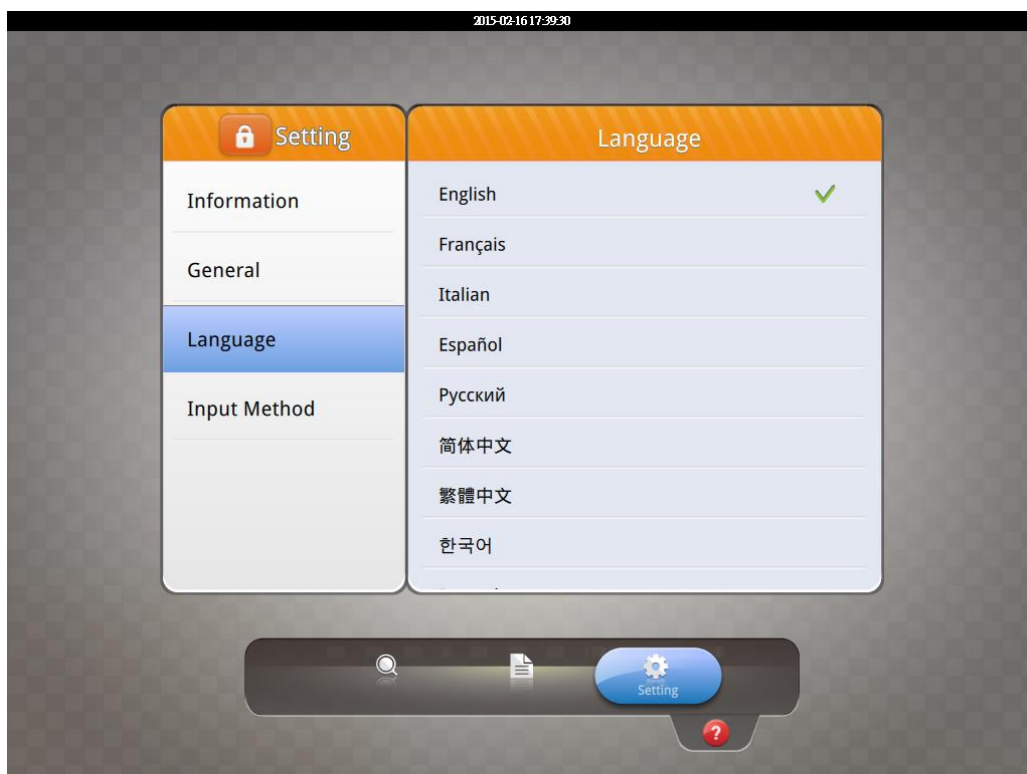 2015-02-16 17:39:30
Setting
Language
Information
General
Language
Input Method
English
Français
Italian
Español
Русский
简体中文
繁體中文
한국어
Setting
?